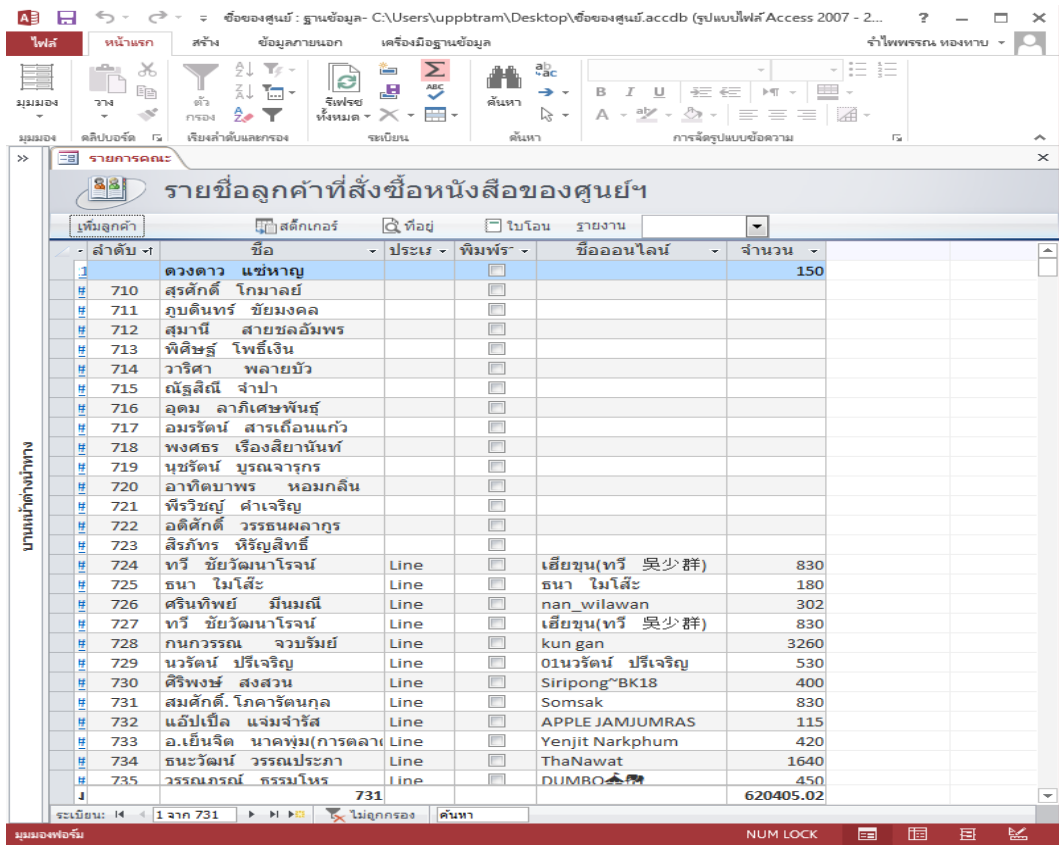 ซื้อของศูนย์ : ฐานข้อมูล- C:\Users\uppbtram\Desktop\ซื้อของศูนย์.accdb (รูปแบบไฟล์ Access 2007 - 2...
ไฟล์ หน้าแรก สร้าง ข้อมูลภายนอก เครื่องมือฐานข้อมูล รำไพพรรณ ทองหาบ
มุมมอง วาง ตัวกรอง รีเฟรชทั้งหมด ค้นหา
มุมมอง คลิปบอร์ด เรียงลำดับและกรอง ระเบียน ค้นหา การจัดรูปแบบข้อความ
รายการคณะ
รายชื่อลูกค้าที่สั่งซื้อหนังสือของศูนย์ฯ
เพิ่มลูกค้า สติ๊กเกอร์ ที่อยู่ ใบโอน รายงาน
ลำดับ ชื่อ ประเภ พิมพ์ร ชื่อออนไลน์ จำนวน
ดวงดาว แซ่หาญ 150
710 สุรศักดิ์ โกมาลย์
711 ภูบดินทร์ ชัยมงคล
712 สุมานี สายชลอัมพร
713 พิศิษฐ์ โพธิ์เงิน
714 วาริศา พลายบัว
715 ณัฐสิณี จำปา
716 อุดม ลาภิเศษพันธุ์
717 อมรรัตน์ สารเถื่อนแก้ว
718 พงศธร เรืองสิยานันท์
719 นุชรัตน์ บูรณจารุกร
720 อาทิตบาพร หอมกลิ่น
721 พีรวิชญ์ คำเจริญ
722 อดิศักดิ์ วรรธนผลากูร
723 สิรภัทร หิรัญสิทธิ์
724 ทวี ชัยวัฒนาโรจน์ Line เฮียขุน(ทวี 吳少群) 830
725 ธนา ใมโส๊ะ Line ธนา ใมโส๊ะ 180
726 ศรินทิพย์ มีนมณี Line nan_wilawan 302
727 ทวี ชัยวัฒนาโรจน์ Line เฮียขุน(ทวี 吳少群) 830
728 กนกวรรณ จวบรัมย์ Line kun gan 3260
729 นวรัตน์ ปรีเจริญ Line 01นวรัตน์ ปรีเจริญ 530
730 ศิริพงษ์ สงสวน Line Siripong~BK18 400
731 สมศักดิ์. โภคารัตนกุล Line Somsak 830
732 แอ๊ปเปิ้ล แจ่มจำรัส Line APPLE JAMJUMRAS 115
733 อ.เย็นจิต นาคพุ่ม(การตลา Line Yenjit Narkphum 420
734 ธนะวัฒน์ วรรณประภา Line ThaNawat 1640
735 วรรณภรณ์ ธรรมโหร Line DUMBO🎪🐘 450
731 620405.02
ระเบียน: 1 จาก 731 ไม่ถูกกรอง ค้นหา
บานหน้าต่างนำทาง
มุมมองฟอร์ม NUM LOCK